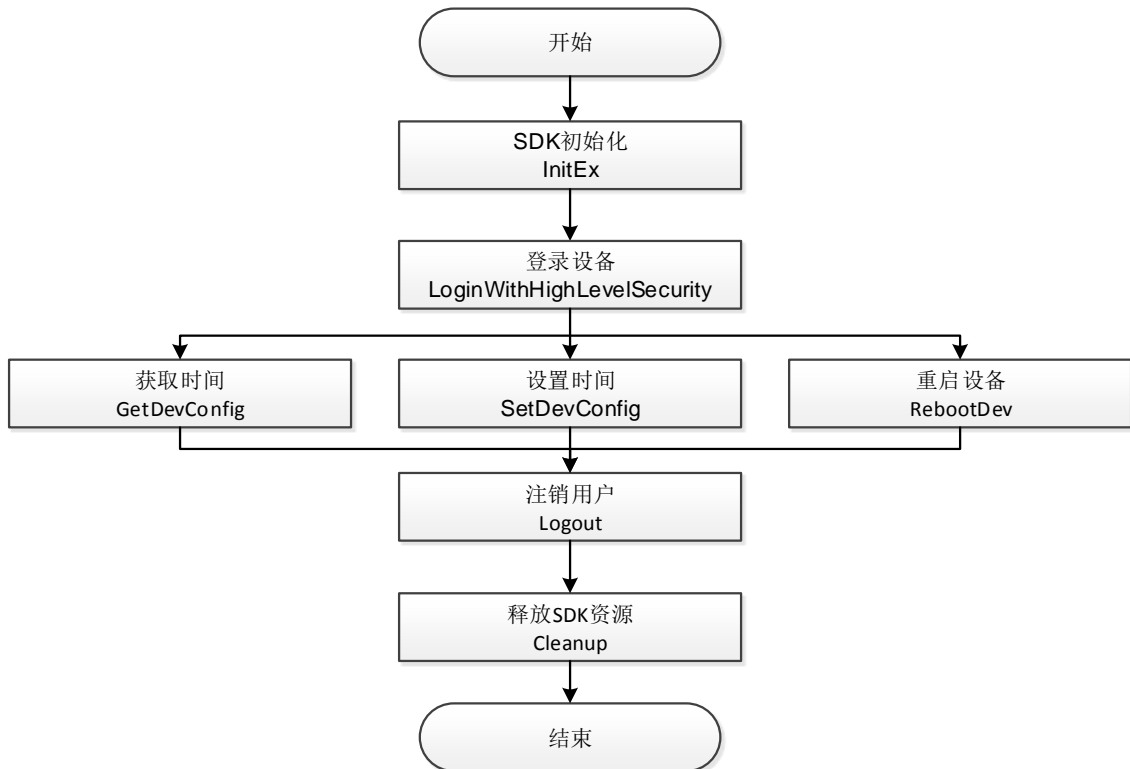 开始
SDK初始化
InitEx
登录设备
LoginWithHighLevelSecurity
获取时间
GetDevConfig
设置时间
SetDevConfig
重启设备
RebootDev
注销用户
Logout
释放SDK资源
Cleanup
结束